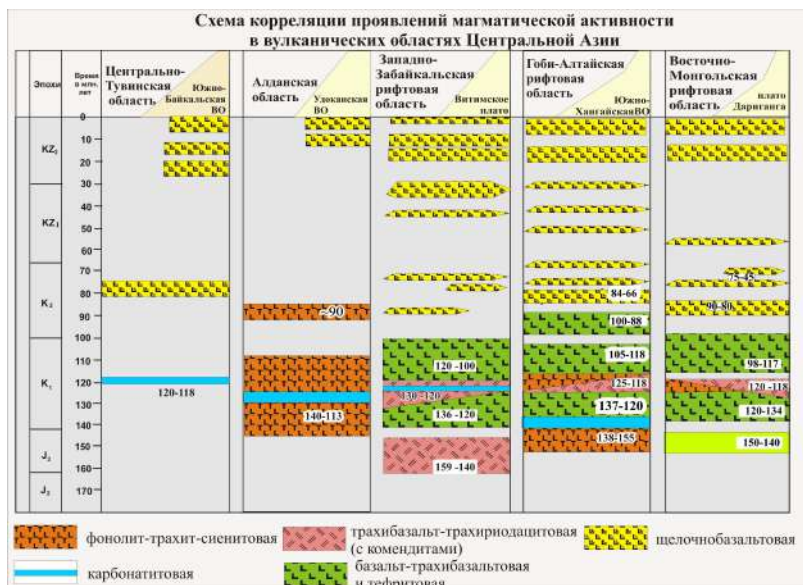 Схема корреляции проявлений магматической активности
в вулканических областях Центральной Азии
Эпохи
Время
в млн.
лет
Центрально-
Тувинская
область
Южно-
Байкальская
ВО
Алданская
область
Удоканская
ВО
Западно-
Забайкальская
рифтовая
область
Витимское
плато
Гоби-Алтайская
рифтовая
область
Южно-
ХангайскаяВО
Восточно-
Монгольская
рифтовая
область
плато
Дариганга
0
10
20
30
40
50
60
70
80
90
100
110
120
130
140
150
160
170
KZ₂
KZ₁
K₂
K₁
J₃
J₂
120-118
~90
140-113
120-100
130-120
136-120
159-140
84-66
100-88
105-118
125-118
137-120
138-155
75-45
90-80
98-117
120-118
120-134
150-140
фонолит-трахит-сиенитовая
трахибазальт-трахириодацитовая
(с комендитами)
щелочнобазальтовая
карбонатитовая
базальт-трахибазальтовая
и тефритовая